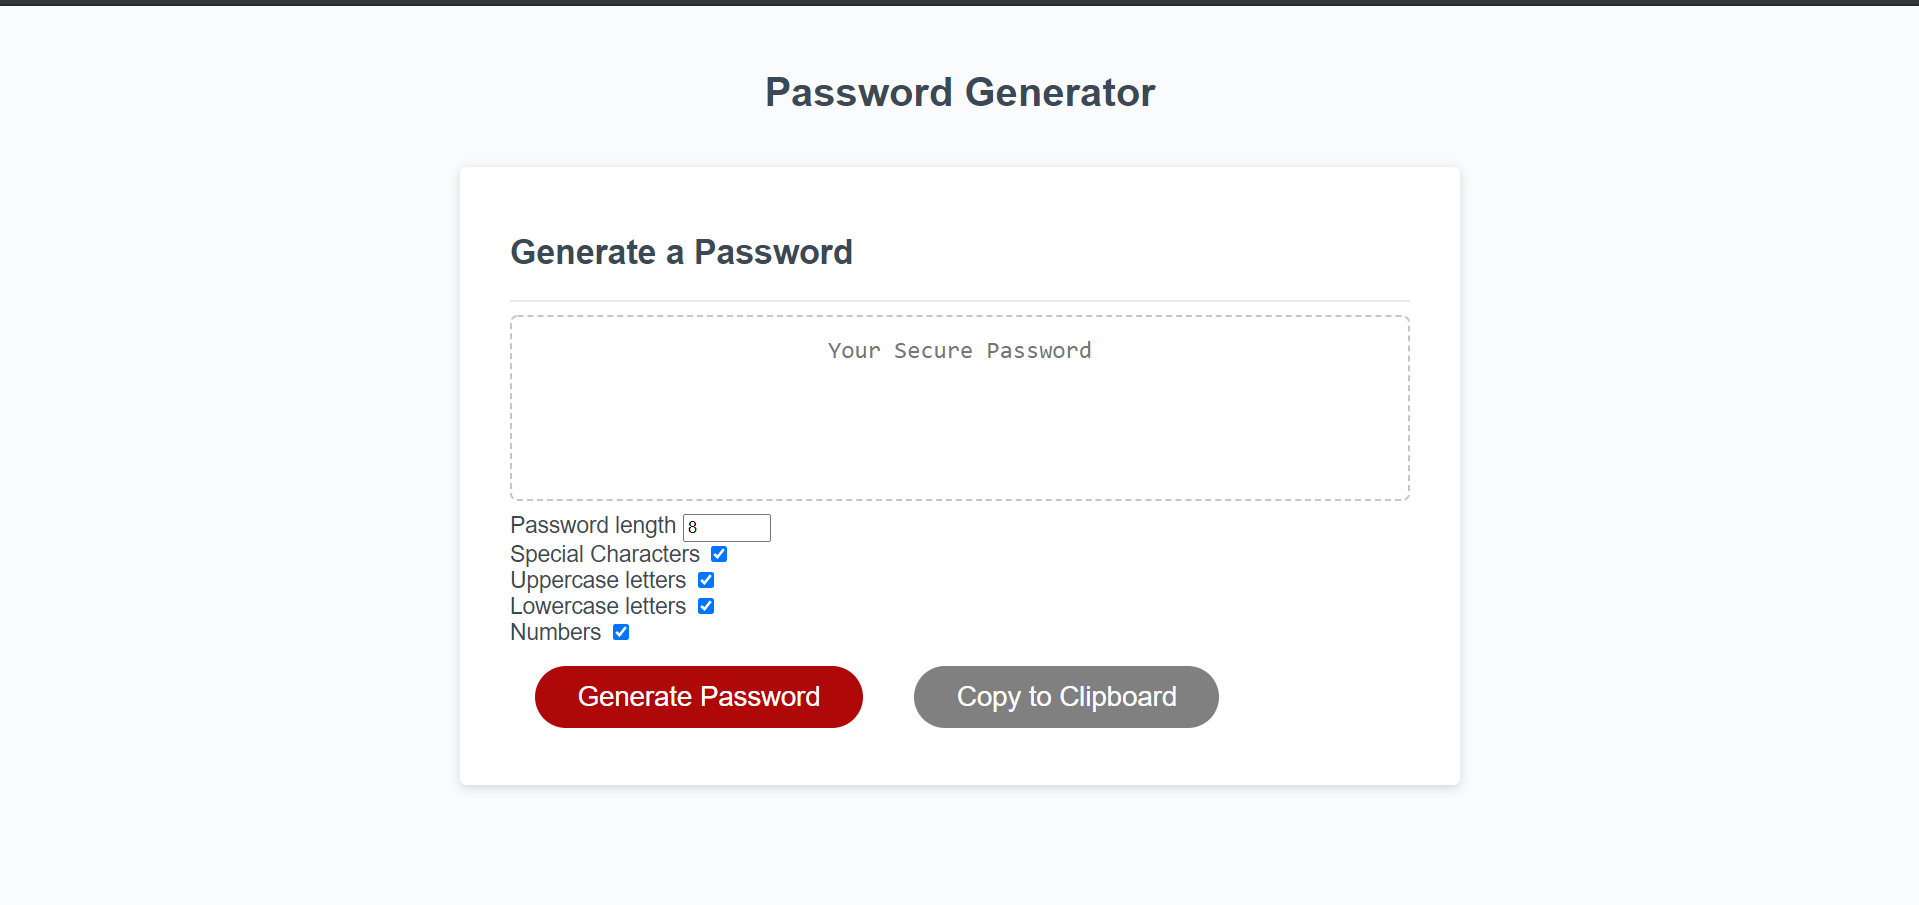 Password Generator
Generate a Password
Your Secure Password
Password length 8
Special Characters
Uppercase letters
Lowercase letters
Numbers
Generate Password Copy to Clipboard